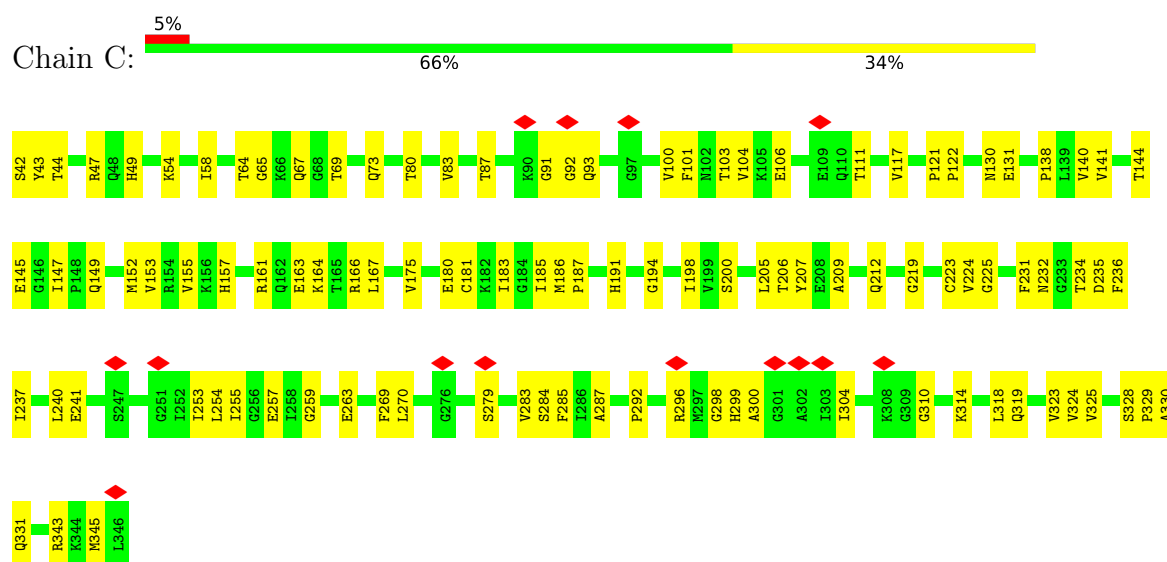 5%
Chain C:
66% 34%
S42 Y43 T44 R47 Q48 H49 K54 I58 T64 G65 K66 Q67 G68 T69 Q73 T80 V83 T87 K90 G91 G92 Q93 G97 V100 F101 N102 T103 V104 K105 E106 E109 Q110 T111 V117 P121 P122 N130 E131 P138 L139 V140 V141 T144
E145 G146 I147 P148 Q149 M152 V153 R154 V155 K156 H157 R161 Q162 E163 K164 T165 R166 L167 V175 E180 C181 K182 I183 G184 I185 M186 P187 H191 G194 I198 V199 S200 L205 T206 Y207 E208 A209 Q212 G219 C223 V224 G225 F231 N232 G233 T234 D235 F236
I237 L240 E241 S247 G251 I252 I253 L254 I255 G256 E257 I258 G259 E263 F269 L270 G276 S279 V283 S284 F285 I286 A287 P292 R296 M297 G298 H299 A300 G301 A302 I303 I304 K308 G309 G310 K314 L318 Q319 V323 V324 V325 S328 P329 A330
Q331 R343 K344 M345 L346